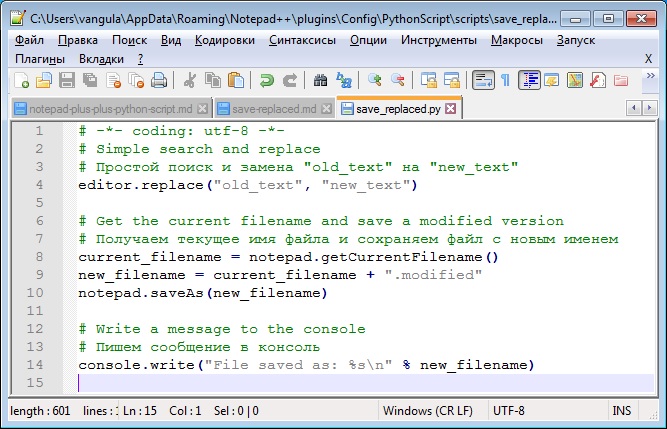 C:\Users\vangula\AppData\Roaming\Notepad++\plugins\Config\PythonScript\scripts\save_repla...
Файл Правка Поиск Вид Кодировки Синтаксисы Опции Инструменты Макросы Запуск
Плагины Вкладки ? X
notepad-plus-plus-python-script.md save-replaced.md save_replaced.py
1 # -*- coding: utf-8 -*-
2 # Simple search and replace
3 # Простой поиск и замена "old_text" на "new_text"
4 editor.replace("old_text", "new_text")
5
6 # Get the current filename and save a modified version
7 # Получаем текущее имя файла и сохраняем файл с новым именем
8 current_filename = notepad.getCurrentFilename()
9 new_filename = current_filename + ".modified"
10 notepad.saveAs(new_filename)
11
12 # Write a message to the console
13 # Пишем сообщение в консоль
14 console.write("File saved as: %s\n" % new_filename)
15
length : 601 lines : Ln : 15 Col : 1 Sel : 0 | 0 Windows (CR LF) UTF-8 INS